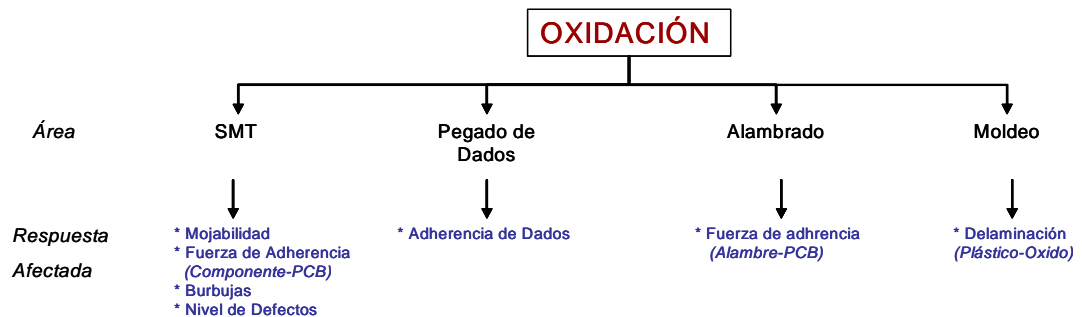 OXIDACIÓN
Área
SMT
Pegado de
Dados
Alambrado
Moldeo
Respuesta
Afectada
* Mojabilidad
* Fuerza de Adherencia
(Componente-PCB)
* Burbujas
* Nivel de Defectos
* Adherencia de Dados
* Fuerza de adhrencia
(Alambre-PCB)
* Delaminación
(Plástico-Oxido)